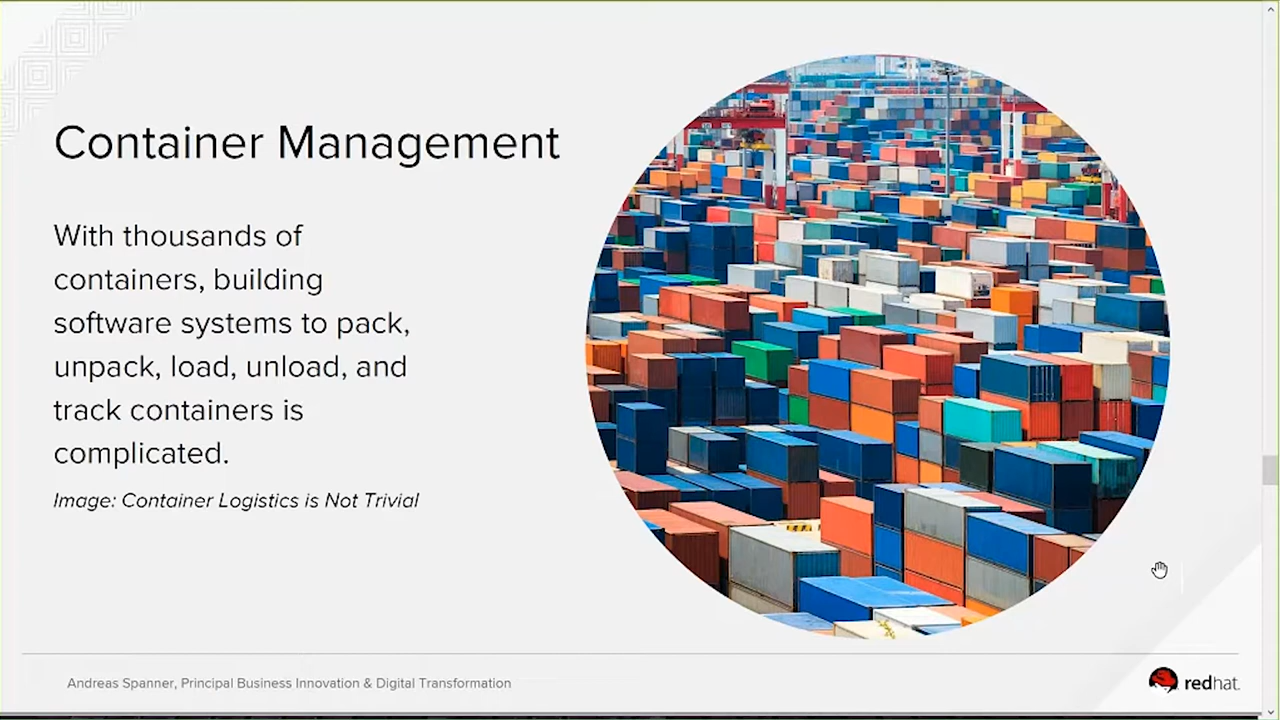 Container Management
With thousands of
containers, building
software systems to pack,
unpack, load, unload, and
track containers is
complicated.
Image: Container Logistics is Not Trivial
Andreas Spanner, Principal Business Innovation & Digital Transformation
redhat.